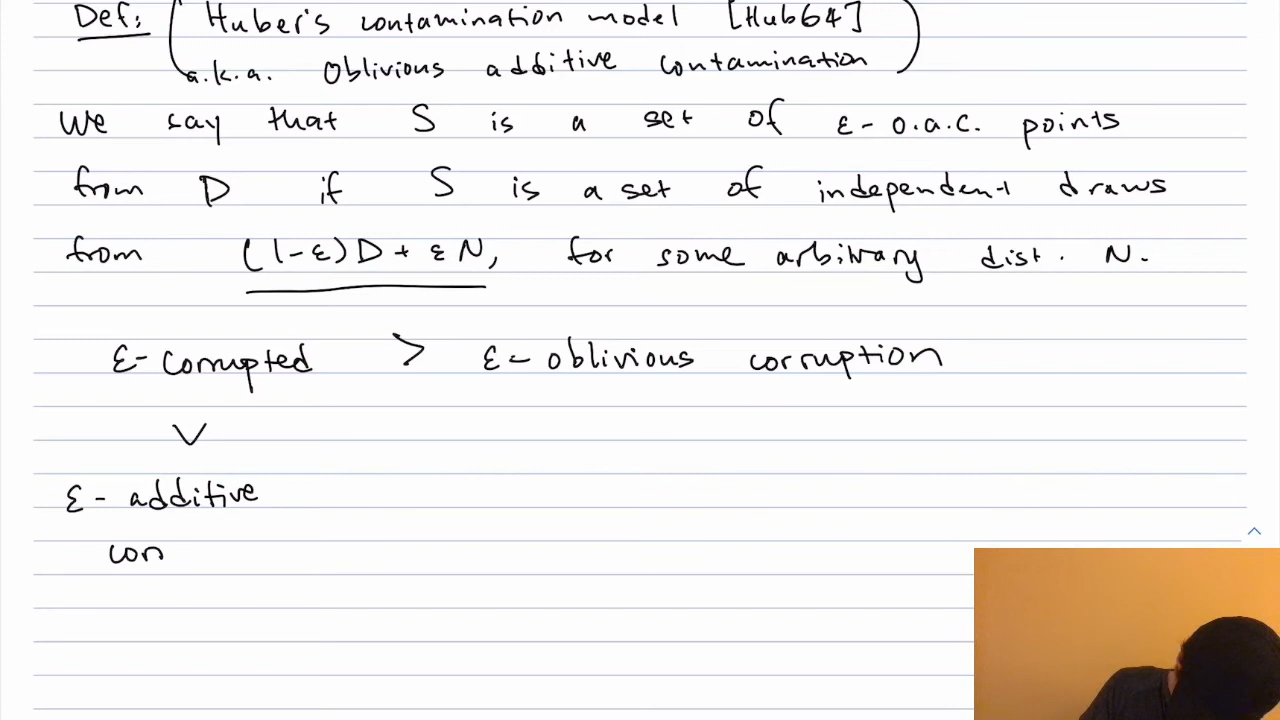 Def: (Huber's contamination model [Hub64]
a.k.a. Oblivious additive contamination)
We say that S is a set of ε-o.a.c. points
from D if S is a set of independent draws
from (1-ε)D + εN, for some arbitrary dist. N.
ε-corrupted > ε-oblivious corruption
∨
ε-additive
con